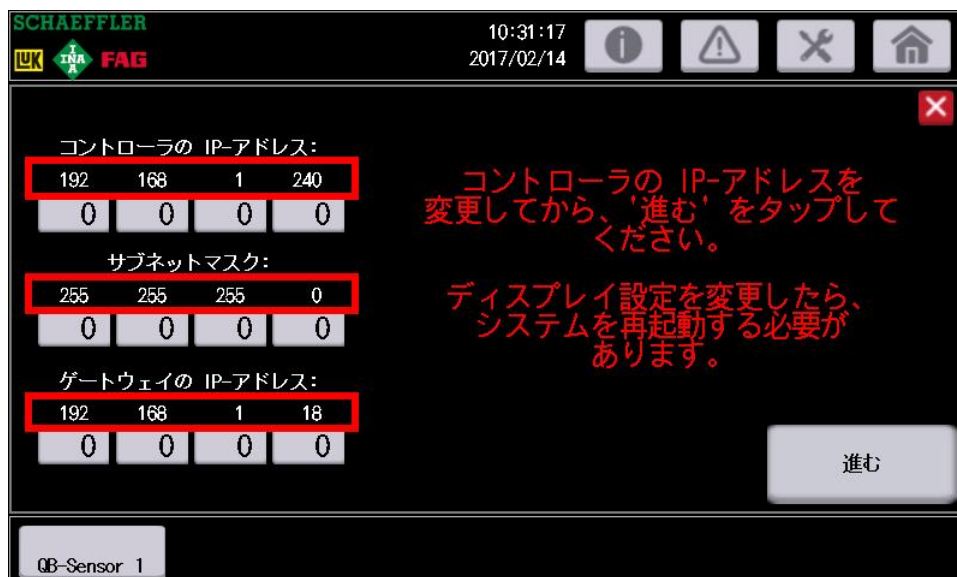 SCHAEFFLER
LUK INA FAG
10:31:17
2017/02/14
コントローラの IP-アドレス:
192 168 1 240
0 0 0 0
サブネットマスク:
255 255 255 0
0 0 0 0
ゲートウェイの IP-アドレス:
192 168 1 18
0 0 0 0
コントローラの IP-アドレスを
変更してから、'進む' をタップして
ください。
ディスプレイ設定を変更したら、
システムを再起動する必要が
あります。
進む
QB-Sensor 1